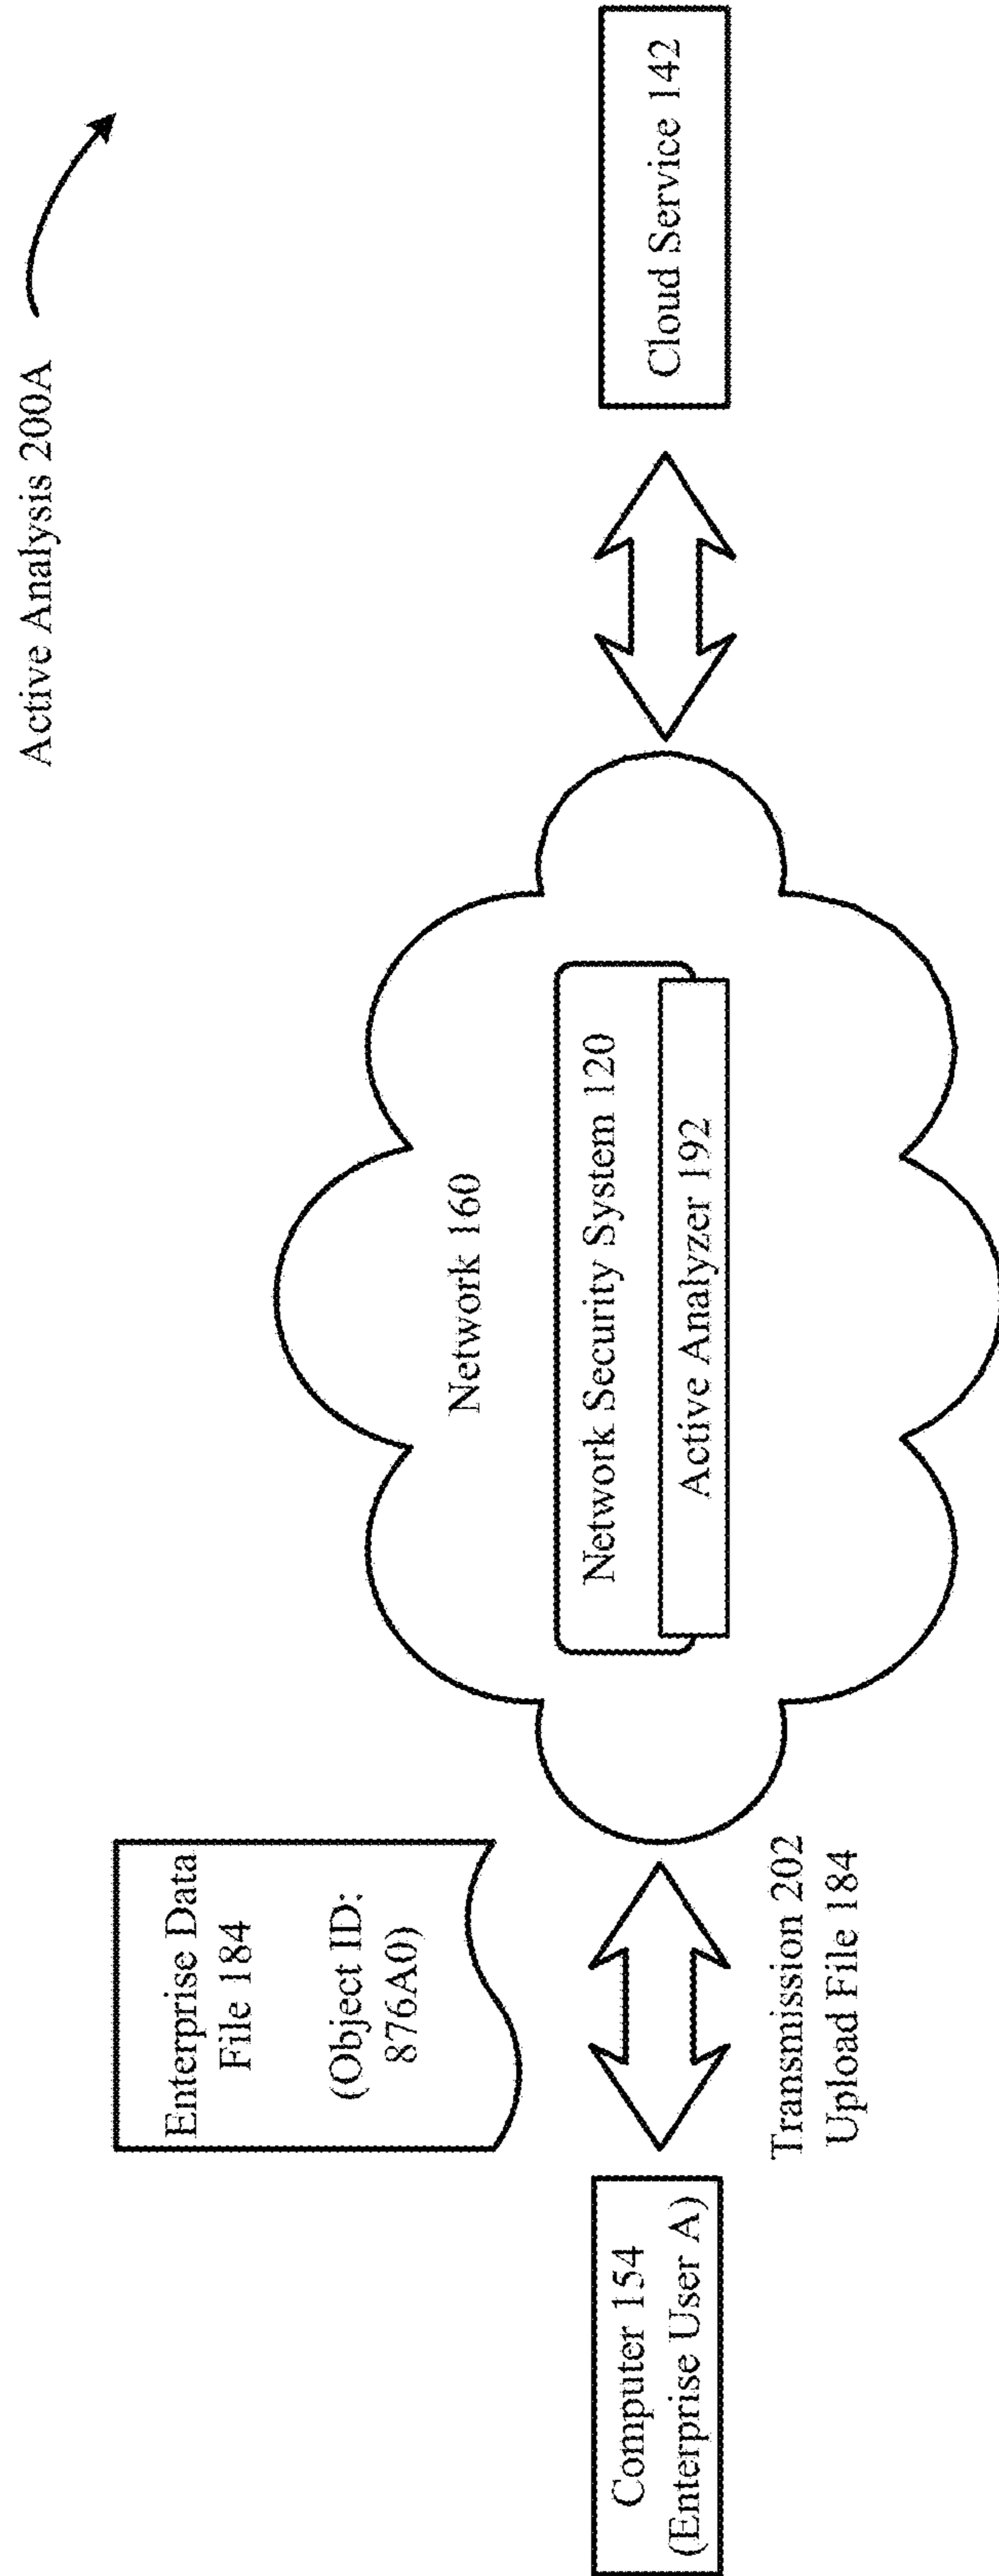 Active Analysis 200A
Enterprise Data
File 184
(Object ID:
876A0)
Computer 154
(Enterprise User A)
Transmission 202
Upload File 184
Network 160
Network Security System 120
Active Analyzer 192
Cloud Service 142